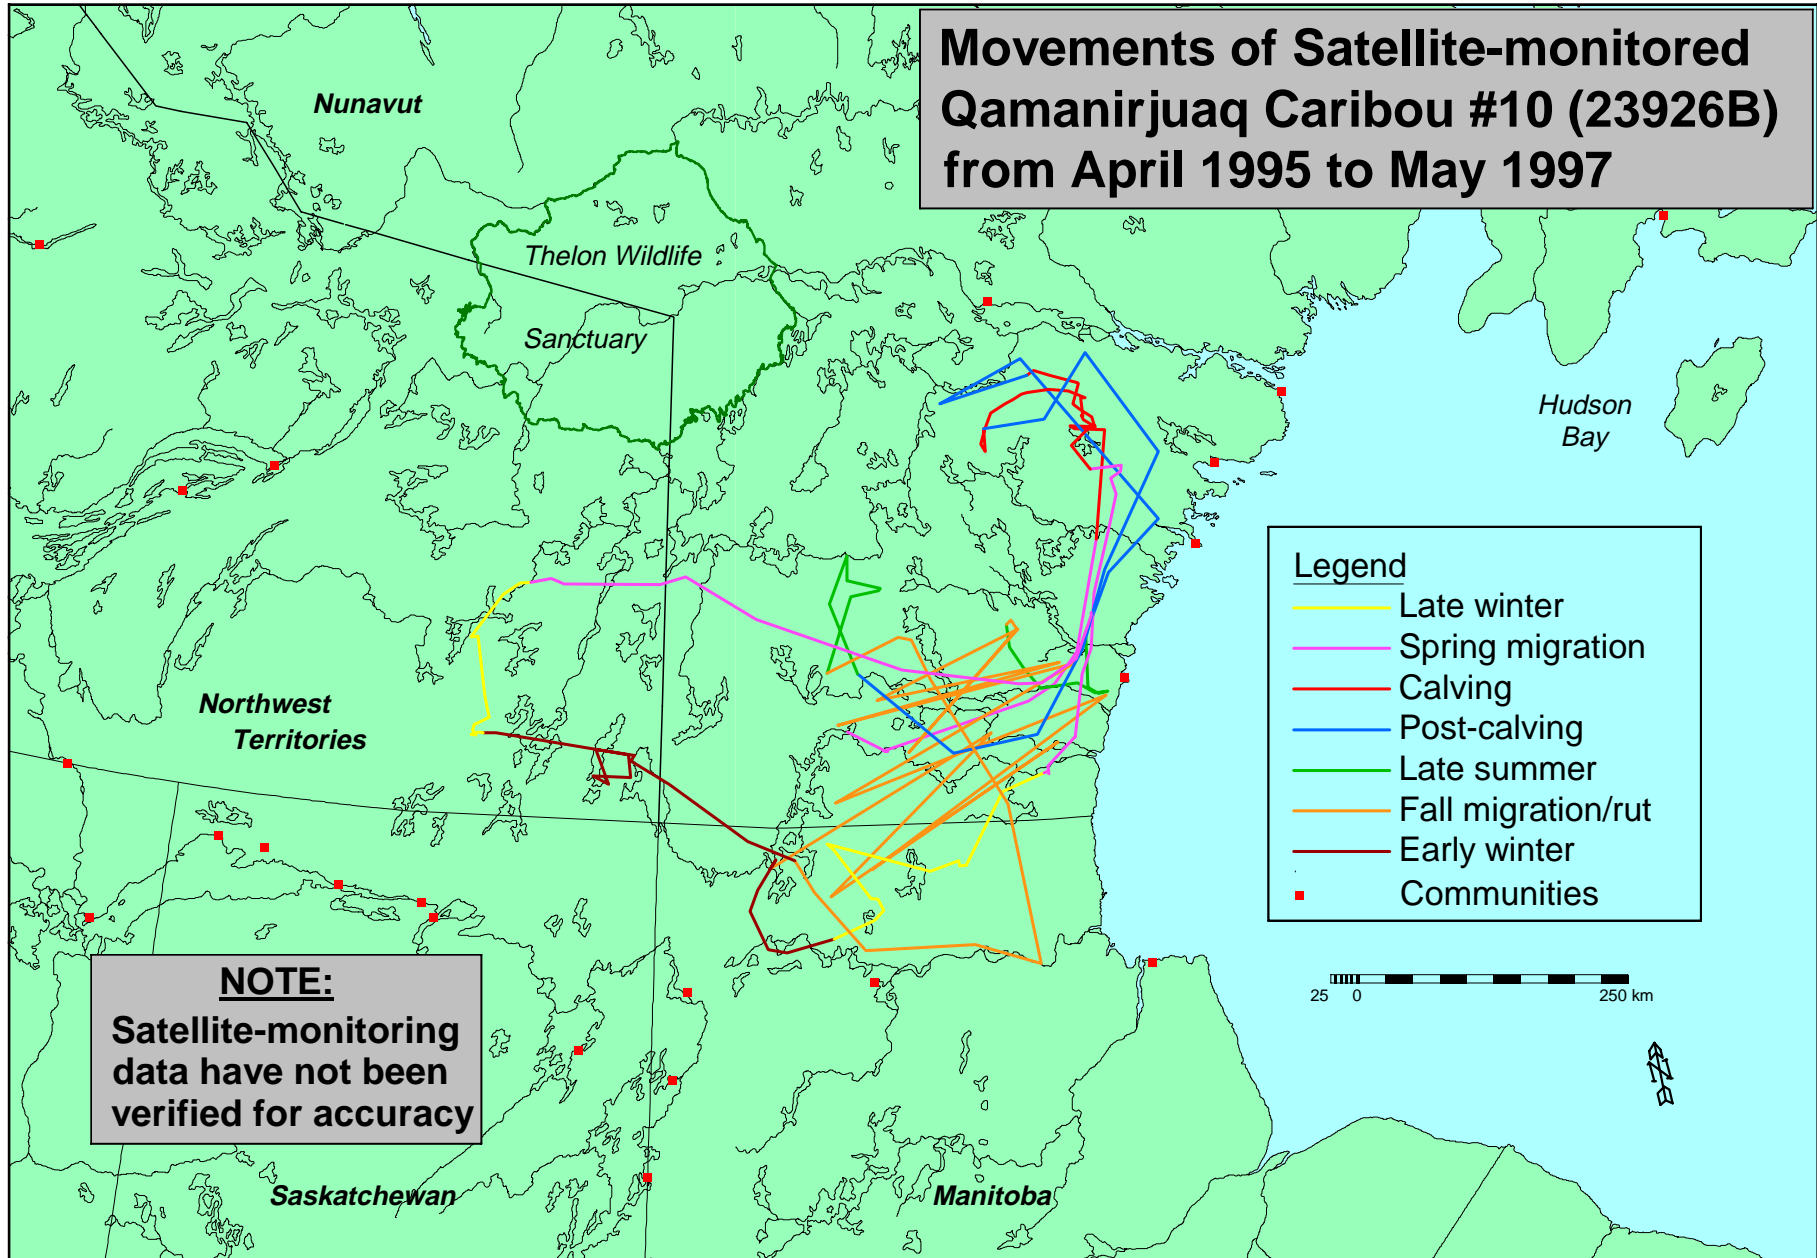 Movements of Satellite-monitored
Qamanirjuaq Caribou #10 (23926B)
from April 1995 to May 1997
Nunavut
Thelon Wildlife
Sanctuary
Hudson
Bay
Northwest
Territories
Legend
Late winter
Spring migration
Calving
Post-calving
Late summer
Fall migration/rut
Early winter
Communities
25 0 250 km
N
NOTE:
Satellite-monitoring
data have not been
verified for accuracy
Saskatchewan
Manitoba